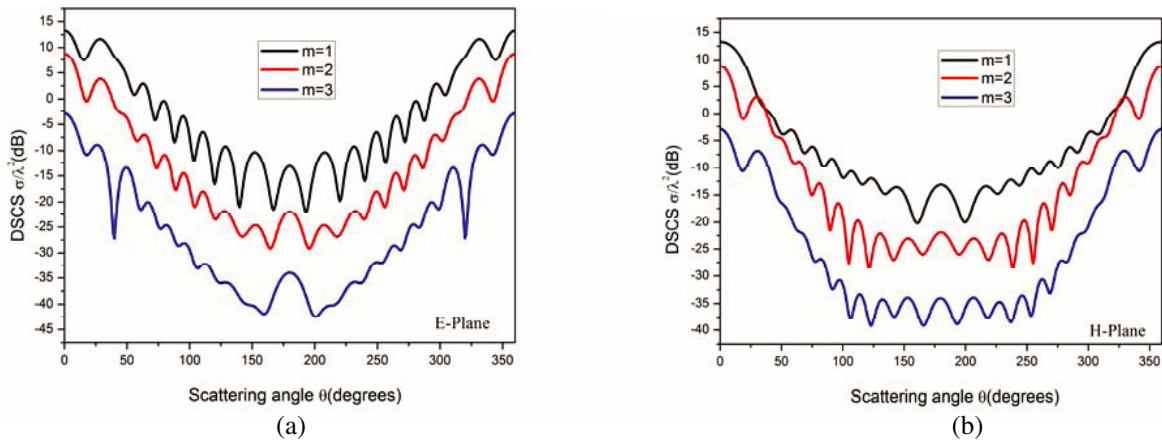 DSCS σ/λ²(dB)
15
10
5
0
-5
-10
-15
-20
-25
-30
-35
-40
-45
m=1
m=2
m=3
E-Plane
0
50
100
150
200
250
300
350
Scattering angle θ(degrees)
(a)
DSCS σ/λ²(dB)
15
10
5
0
-5
-10
-15
-20
-25
-30
-35
-40
m=1
m=2
m=3
H-Plane
0
50
100
150
200
250
300
350
Scattering angle θ(degrees)
(b)